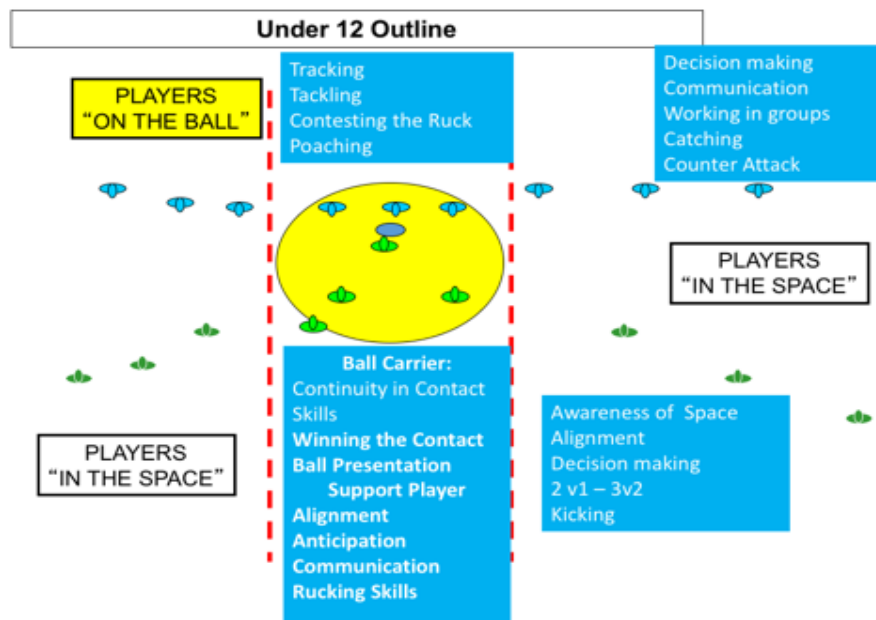 Under 12 Outline
PLAYERS
“ON THE BALL”
Tracking
Tackling
Contesting the Ruck
Poaching
Decision making
Communication
Working in groups
Catching
Counter Attack
PLAYERS
“IN THE SPACE”
Ball Carrier:
Continuity in Contact
Skills
Winning the Contact
Ball Presentation
Support Player
Alignment
Anticipation
Communication
Rucking Skills
PLAYERS
“IN THE SPACE”
Awareness of Space
Alignment
Decision making
2 v1 – 3v2
Kicking